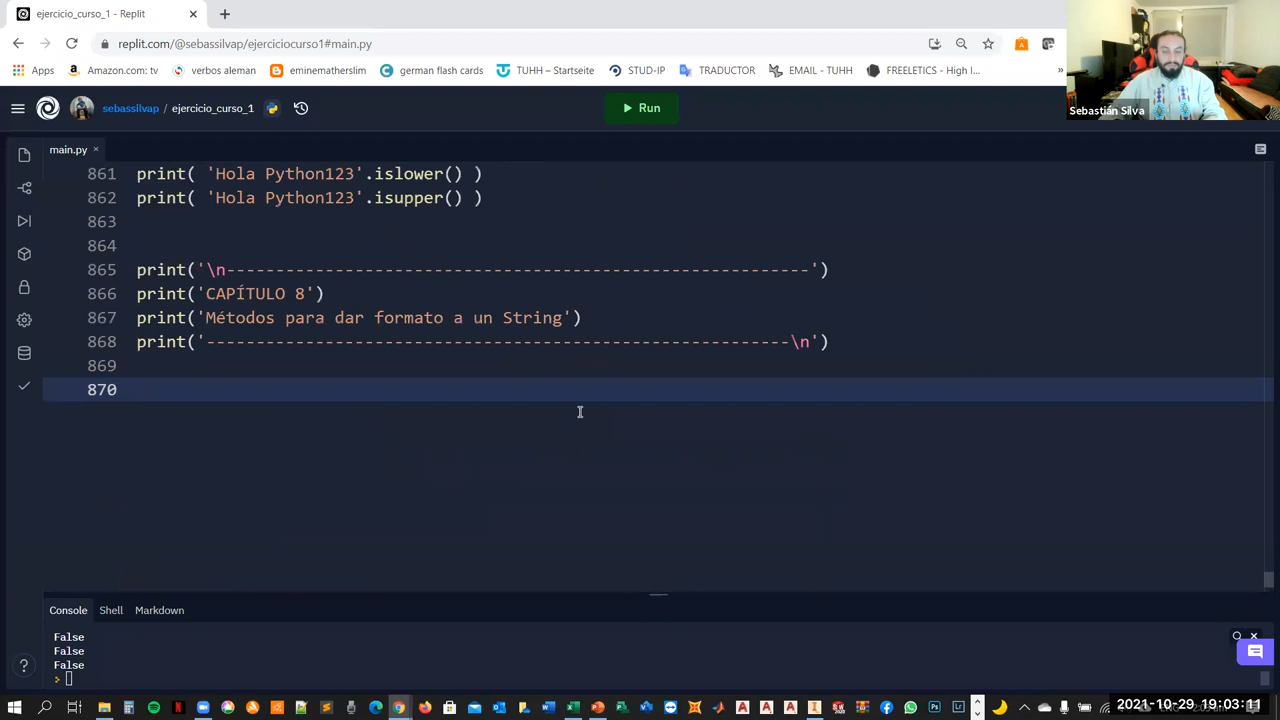 ejercicio_curso_1 - Replit
replit.com/@sebassilvap/ejerciciocurso1#main.py
Apps Amazon.com: tv verbos aleman eminematherslim german flash card TUHH – Startseite STUD-IP TRADUCTOR EMAIL - TUHH FREELETICS - High I... »
Sebastián Silva
sebassilvap / ejercicio_curso_1
Run
main.py
861 print( 'Hola Python123'.islower() )
862 print( 'Hola Python123'.isupper() )
863
864
865 print('\n-----------------------------------------------------------')
866 print('CAPÍTULO 8')
867 print('Métodos para dar formato a un String')
868 print('-----------------------------------------------------------\n')
869
870
Console Shell Markdown
False
False
False
2021-10-29 19:03:11